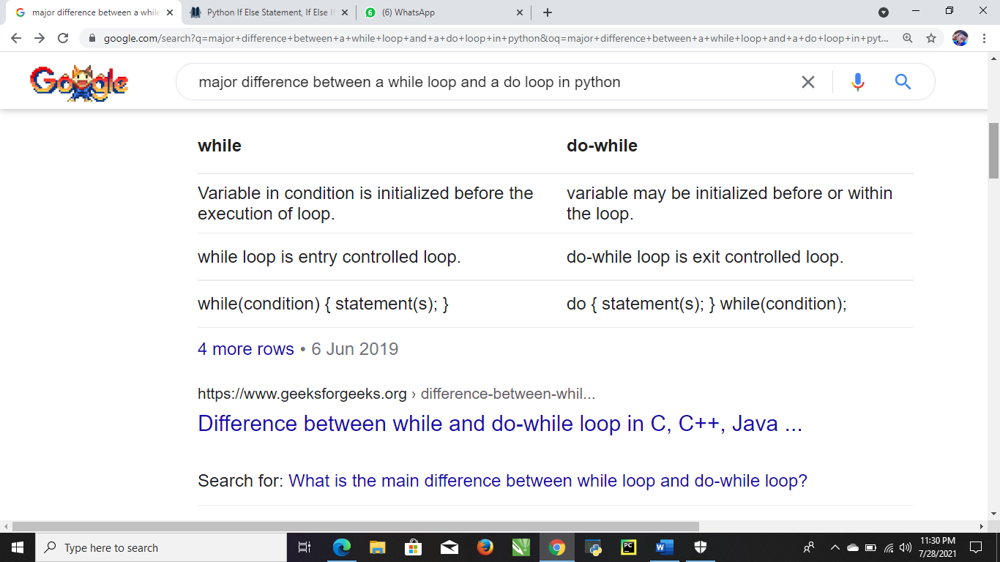 major difference between a while
Python If Else Statement, If Else If
6
(6) WhatsApp
google.com/search?q=major+difference+between+a+while+loop+and+a+do+loop+in+python&oq=major+difference+between+a+while+loop+and+a+do+loop+in+pyt...
Google
major difference between a while loop and a do loop in python
while
do-while
Variable in condition is initialized before the
execution of loop.
variable may be initialized before or within
the loop.
while loop is entry controlled loop.
do-while loop is exit controlled loop.
while(condition) { statement(s); }
do { statement(s); } while(condition);
4 more rows • 6 Jun 2019
https://www.geeksforgeeks.org › difference-between-whil...
Difference between while and do-while loop in C, C++, Java ...
Search for: What is the main difference between while loop and do-while loop?
Type here to search
PC
W
11:30 PM
7/28/2021